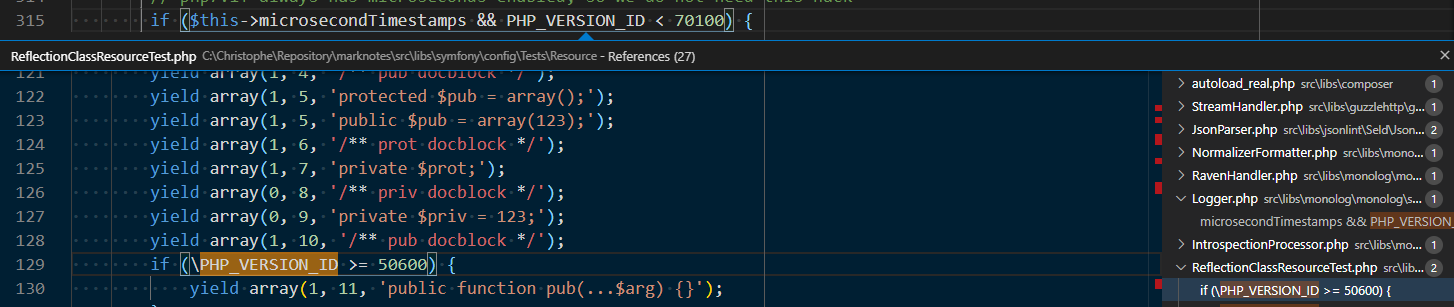 315 if ($this->microsecondTimestamps && PHP_VERSION_ID < 70100) {
ReflectionClassResourceTest.php C:\Christophe\Repository\marknotes\src\libs\symfony\config\Tests\Resource - References (27)
121 yield array(1, 4, '/** pub docblock */');
122 yield array(1, 5, 'protected $pub = array();');
123 yield array(1, 5, 'public $pub = array(123);');
124 yield array(1, 6, '/** prot docblock */');
125 yield array(1, 7, 'private $prot;');
126 yield array(0, 8, '/** priv docblock */');
127 yield array(0, 9, 'private $priv = 123;');
128 yield array(1, 10, '/** pub docblock */');
129 if (\PHP_VERSION_ID >= 50600) {
130 yield array(1, 11, 'public function pub(...$arg) {}');
autoload_real.php src\libs\composer 1
StreamHandler.php src\libs\guzzlehttp\g... 1
JsonParser.php src\libs\jsonlint\Seld\Json... 2
NormalizerFormatter.php src\libs\mono... 1
RavenHandler.php src\libs\monolog\mon... 1
Logger.php src\libs\monolog\monolog\s... 1
microsecondTimestamps && PHP_VERSION_
IntrospectionProcessor.php src\libs\mo... 1
ReflectionClassResourceTest.php src\lib... 2
if (\PHP_VERSION_ID >= 50600) {